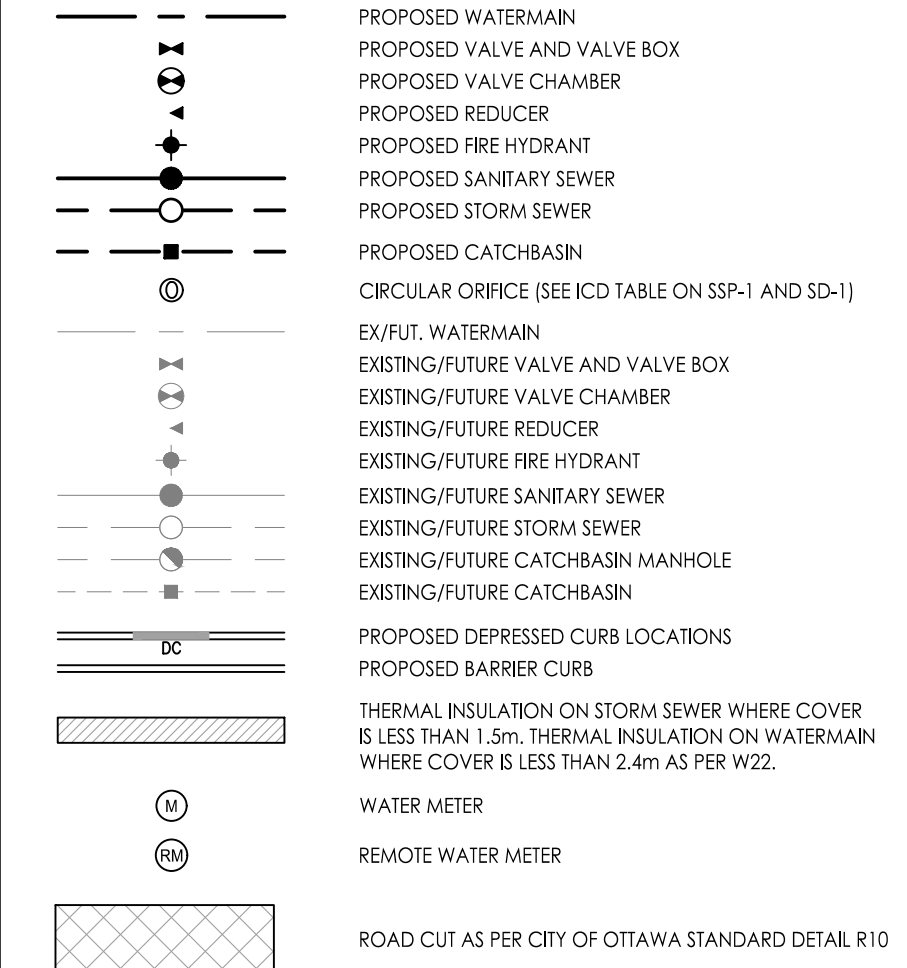 PROPOSED WATERMAIN
PROPOSED VALVE AND VALVE BOX
PROPOSED VALVE CHAMBER
PROPOSED REDUCER
PROPOSED FIRE HYDRANT
PROPOSED SANITARY SEWER
PROPOSED STORM SEWER
PROPOSED CATCHBASIN
CIRCULAR ORIFICE (SEE ICD TABLE ON SSP-1 AND SD-1)
EX/FUT. WATERMAIN
EXISTING/FUTURE VALVE AND VALVE BOX
EXISTING/FUTURE VALVE CHAMBER
EXISTING/FUTURE REDUCER
EXISTING/FUTURE FIRE HYDRANT
EXISTING/FUTURE SANITARY SEWER
EXISTING/FUTURE STORM SEWER
EXISTING/FUTURE CATCHBASIN MANHOLE
EXISTING/FUTURE CATCHBASIN
DC PROPOSED DEPRESSED CURB LOCATIONS
PROPOSED BARRIER CURB
THERMAL INSULATION ON STORM SEWER WHERE COVER
IS LESS THAN 1.5m. THERMAL INSULATION ON WATERMAIN
WHERE COVER IS LESS THAN 2.4m AS PER W22.
M WATER METER
RM REMOTE WATER METER
ROAD CUT AS PER CITY OF OTTAWA STANDARD DETAIL R10